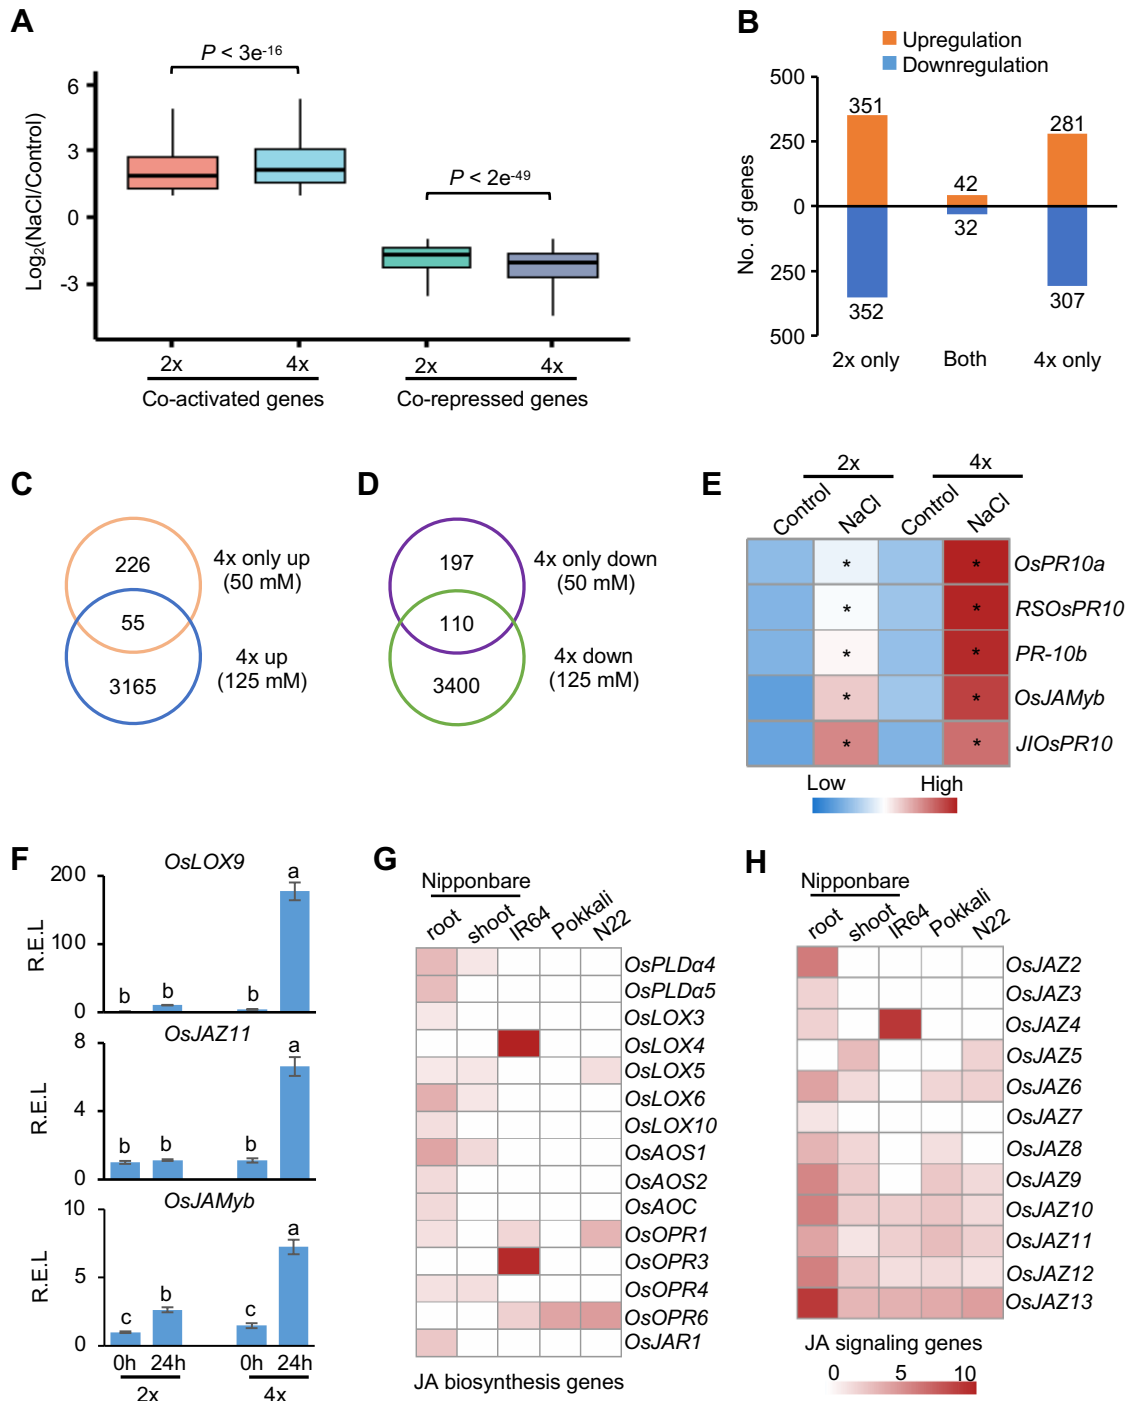 A
P < 3e-16
6
3
0
-3
Log2(NaCl/Control)
P < 2e-49
2x 4x 2x 4x
Co-activated genes Co-repressed genes
B
Upregulation
Downregulation
No. of genes
500
250
0
250
500
351
42
281
352
32
307
2x only Both 4x only
C
226
55
3165
4x only up
(50 mM)
4x up
(125 mM)
D
197
110
3400
4x only down
(50 mM)
4x down
(125 mM)
E
2x 4x
Control NaCl Control NaCl
* * OsPR10a
* * RSOsPR10
* * PR-10b
* * OsJAMyb
* * JIOsPR10
Low High
F
OsLOX9
R.E.L
200
100
0
b b b a
OsJAZ11
R.E.L
8
4
0
b b b a
OsJAMyb
R.E.L
10
5
0
c b c a
0h 24h 0h 24h
2x 4x
G
Nipponbare
root shoot IR64 Pokkali N22
OsPLDα4
OsPLDα5
OsLOX3
OsLOX4
OsLOX5
OsLOX6
OsLOX10
OsAOS1
OsAOS2
OsAOC
OsOPR1
OsOPR3
OsOPR4
OsOPR6
OsJAR1
JA biosynthesis genes
H
Nipponbare
root shoot IR64 Pokkali N22
OsJAZ2
OsJAZ3
OsJAZ4
OsJAZ5
OsJAZ6
OsJAZ7
OsJAZ8
OsJAZ9
OsJAZ10
OsJAZ11
OsJAZ12
OsJAZ13
JA signaling genes
0 5 10